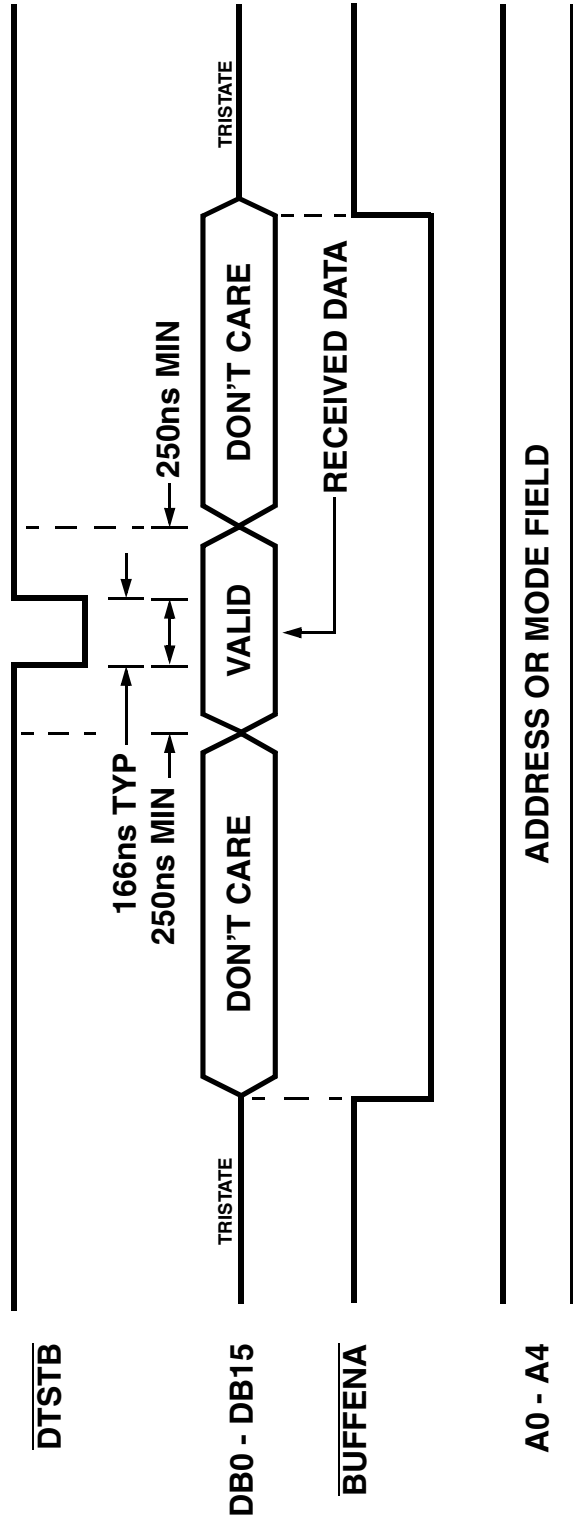 DTSTB
166ns TYP
250ns MIN
250ns MIN
DB0 - DB15
TRISTATE
DON'T CARE
VALID
DON'T CARE
TRISTATE
RECEIVED DATA
BUFFENA
A0 - A4
ADDRESS OR MODE FIELD